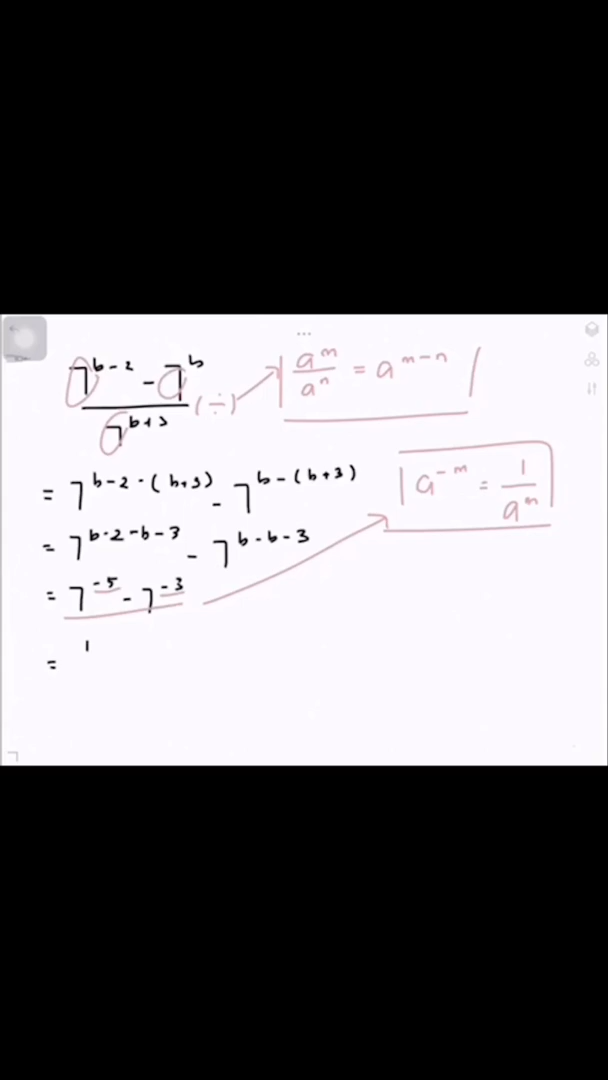 7^{b-2} - 7^{b}
7^{b+3} (÷) | a^{m}/a^{n} = a^{m-n} |
= 7^{b-2-(b+3)} - 7^{b-(b+3)}
| a^{-m} = 1/a^{m} |
= 7^{b-2-b-3} - 7^{b-b-3}
= 7^{-5} - 7^{-3}
= 1